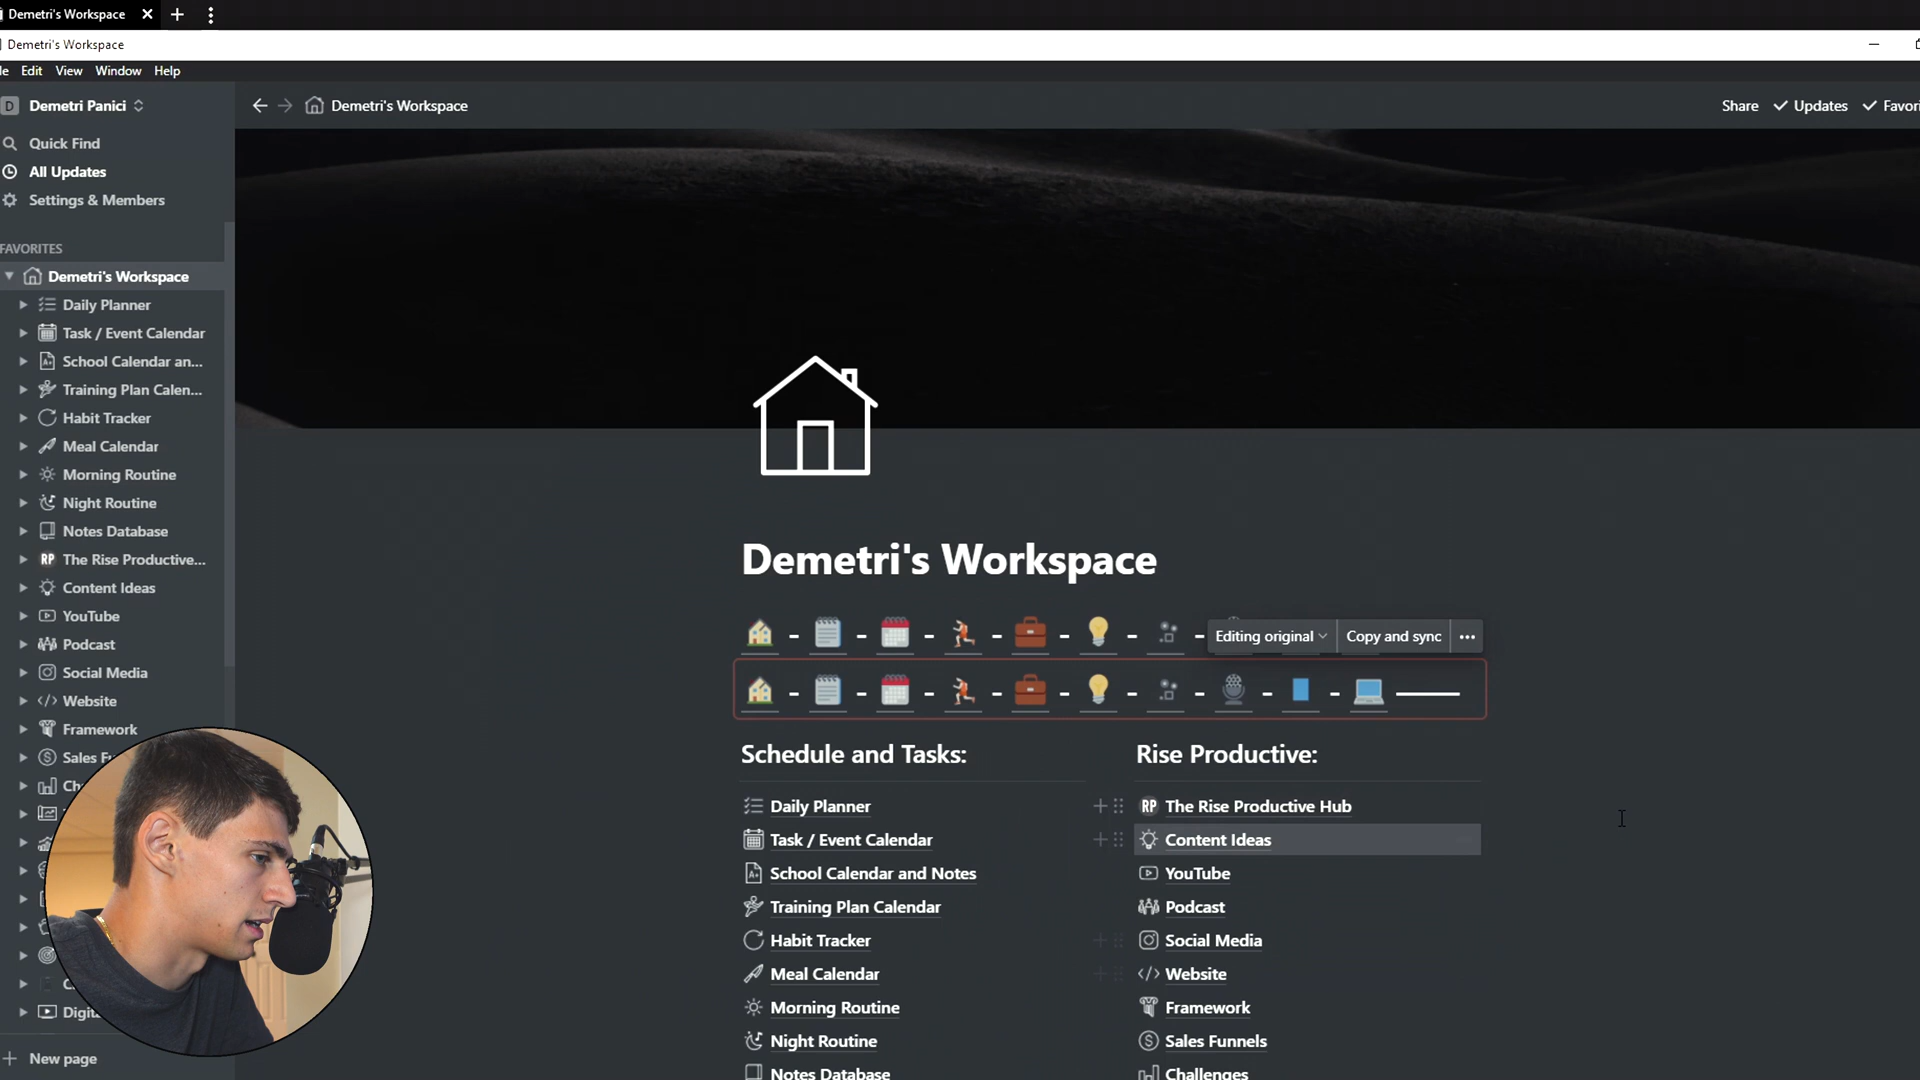 Demetri's Workspace
Demetri's Workspace
Edit View Window Help
D Demetri Panici
Demetri's Workspace
Share Updates
Quick Find
All Updates
Settings & Members
FAVORITES
Demetri's Workspace
Daily Planner
Task / Event Calendar
School Calendar an...
Training Plan Calen...
Habit Tracker
Meal Calendar
Morning Routine
Night Routine
Notes Database
RP The Rise Productive...
Content Ideas
YouTube
Podcast
Social Media
Website
Framework
Sales
New page
Demetri's Workspace
- - - - - - -
Editing original Copy and sync ...
- - - - - - - - -
Schedule and Tasks:
Daily Planner
Task / Event Calendar
School Calendar and Notes
Training Plan Calendar
Habit Tracker
Meal Calendar
Morning Routine
Night Routine
Notes Database
Rise Productive:
RP The Rise Productive Hub
Content Ideas
YouTube
Podcast
Social Media
Website
Framework
Sales Funnels
Challenges